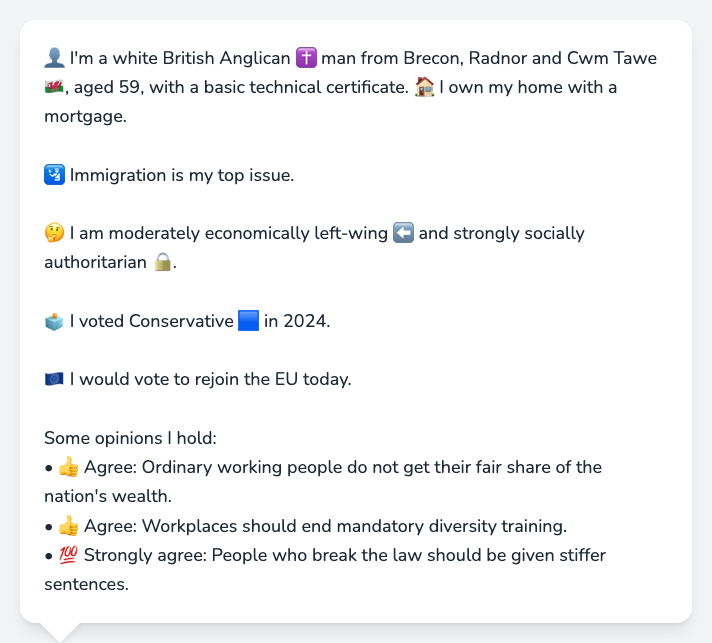 👤 I'm a white British Anglican ✝️ man from Brecon, Radnor and Cwm Tawe
🏴󠁧󠁢󠁷󠁬󠁳󠁿, aged 59, with a basic technical certificate. 🏠 I own my home with a
mortgage.
🛂 Immigration is my top issue.
🤔 I am moderately economically left-wing ⬅️ and strongly socially
authoritarian 🔒.
🗳️ I voted Conservative 🟦 in 2024.
🇪🇺 I would vote to rejoin the EU today.
Some opinions I hold:
• 👍 Agree: Ordinary working people do not get their fair share of the
nation's wealth.
• 👍 Agree: Workplaces should end mandatory diversity training.
• 💯 Strongly agree: People who break the law should be given stiffer
sentences.